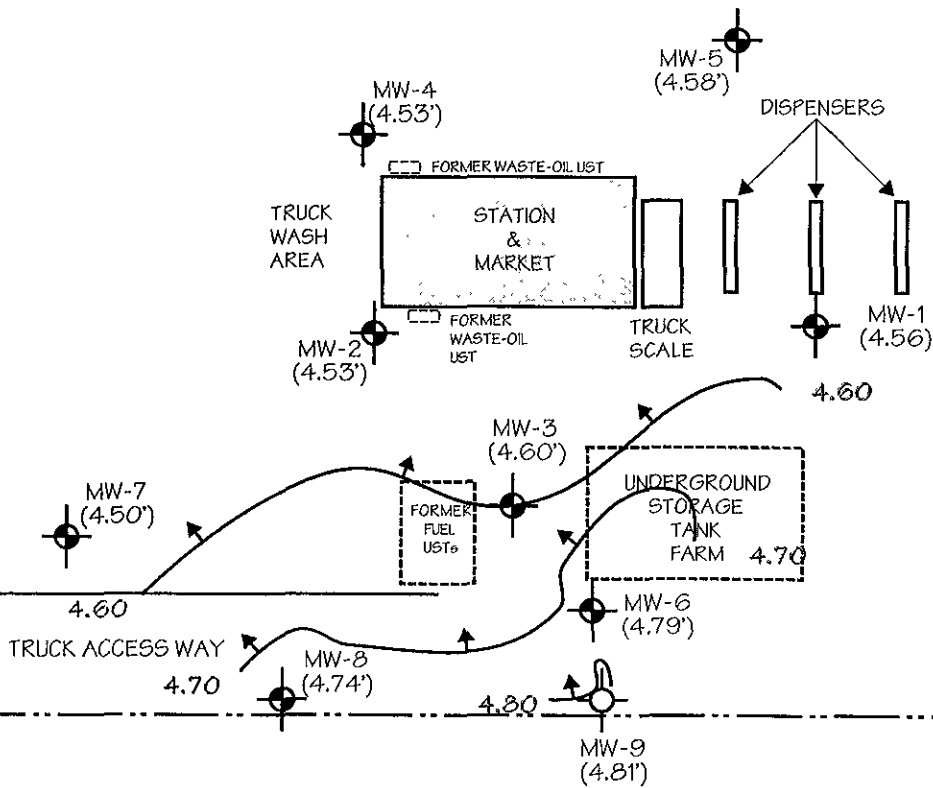 MW-5
(4.58')
MW-4
(4.53')
DISPENSERS
FORMER WASTE-OIL UST
TRUCK
WASH
AREA
STATION
&
MARKET
MW-1
(4.56)
FORMER
WASTE-OIL
UST
TRUCK
SCALE
MW-2
(4.53')
4.60
MW-3
(4.60')
MW-7
(4.50')
FORMER
FUEL
USTs
UNDERGROUND
STORAGE
TANK
FARM
4.70
4.60
MW-6
(4.79')
TRUCK ACCESS WAY
MW-8
(4.74')
4.70
4.80
MW-9
(4.81')